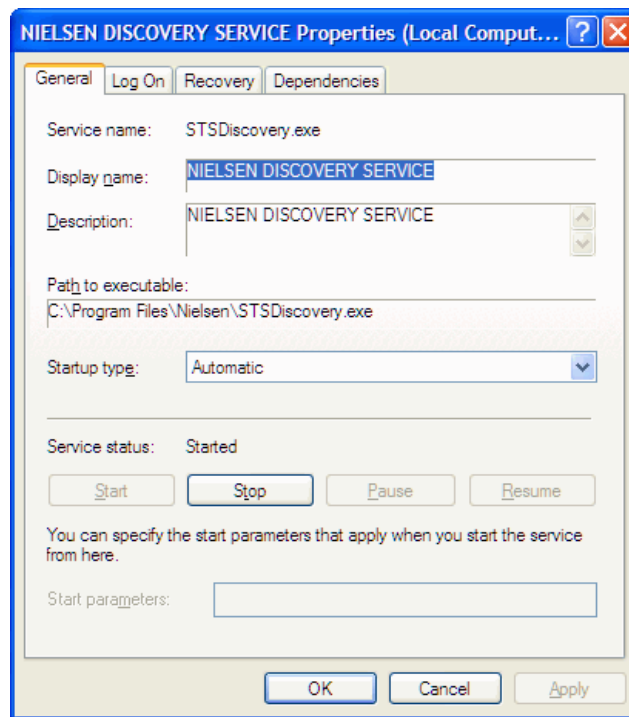 NIELSEN DISCOVERY SERVICE Properties (Local Comput...
General Log On Recovery Dependencies
Service name: STSDiscovery.exe
Display name: NIELSEN DISCOVERY SERVICE
Description: NIELSEN DISCOVERY SERVICE
Path to executable:
C:\Program Files\Nielsen\STSDiscovery.exe
Startup type: Automatic
Service status: Started
Start Stop Pause Resume
You can specify the start parameters that apply when you start the service
from here.
Start parameters:
OK Cancel Apply